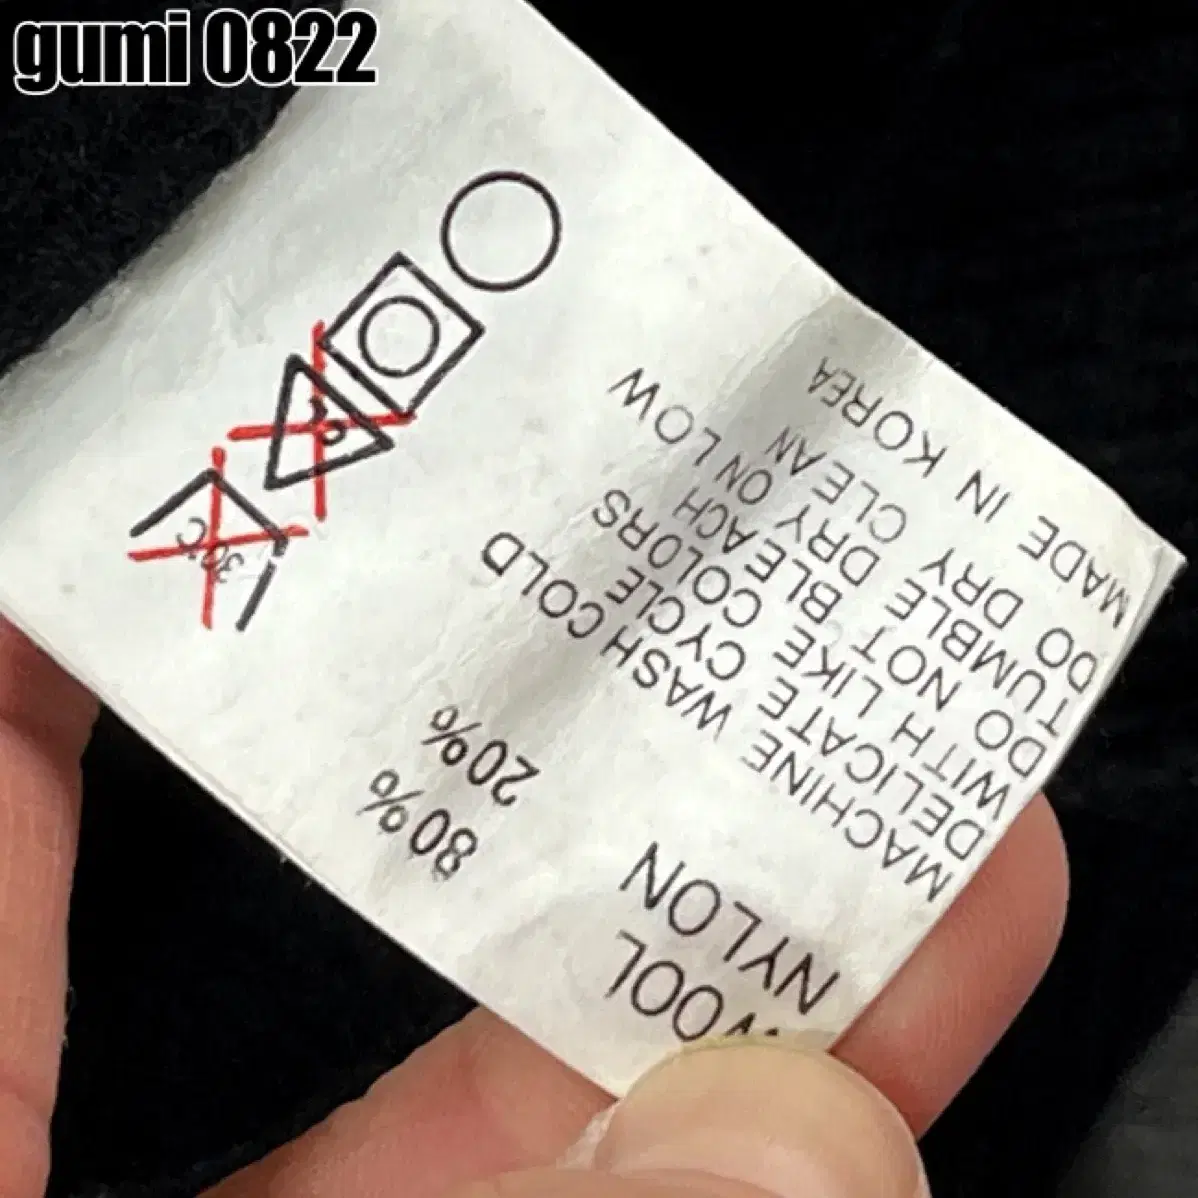 gumi 0822
WOOL 80%
NYLON 20%
MACHINE WASH COLD
DELICATE CYCLE
WITH LIKE COLORS
DO NOT BLEACH
TUMBLE DRY ON LOW
DO DRY CLEAN
MADE IN KOREA
30°C